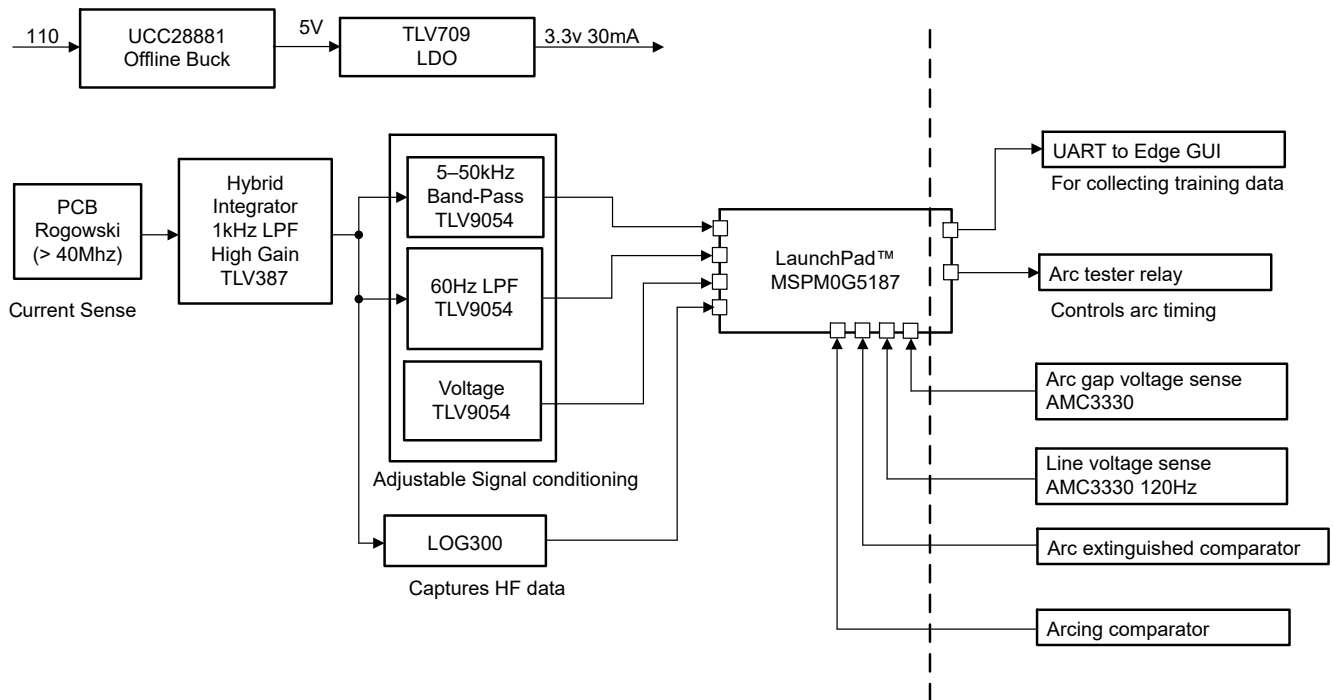 110
UCC28881
Offline Buck
5V
TLV709
LDO
3.3v 30mA
PCB
Rogowski
(> 40Mhz)
Current Sense
Hybrid
Integrator
1kHz LPF
High Gain
TLV387
5–50kHz
Band-Pass
TLV9054
60Hz LPF
TLV9054
Voltage
TLV9054
Adjustable Signal conditioning
LOG300
Captures HF data
LaunchPad™
MSPM0G5187
UART to Edge GUI
For collecting training data
Arc tester relay
Controls arc timing
Arc gap voltage sense
AMC3330
Line voltage sense
AMC3330 120Hz
Arc extinguished comparator
Arcing comparator